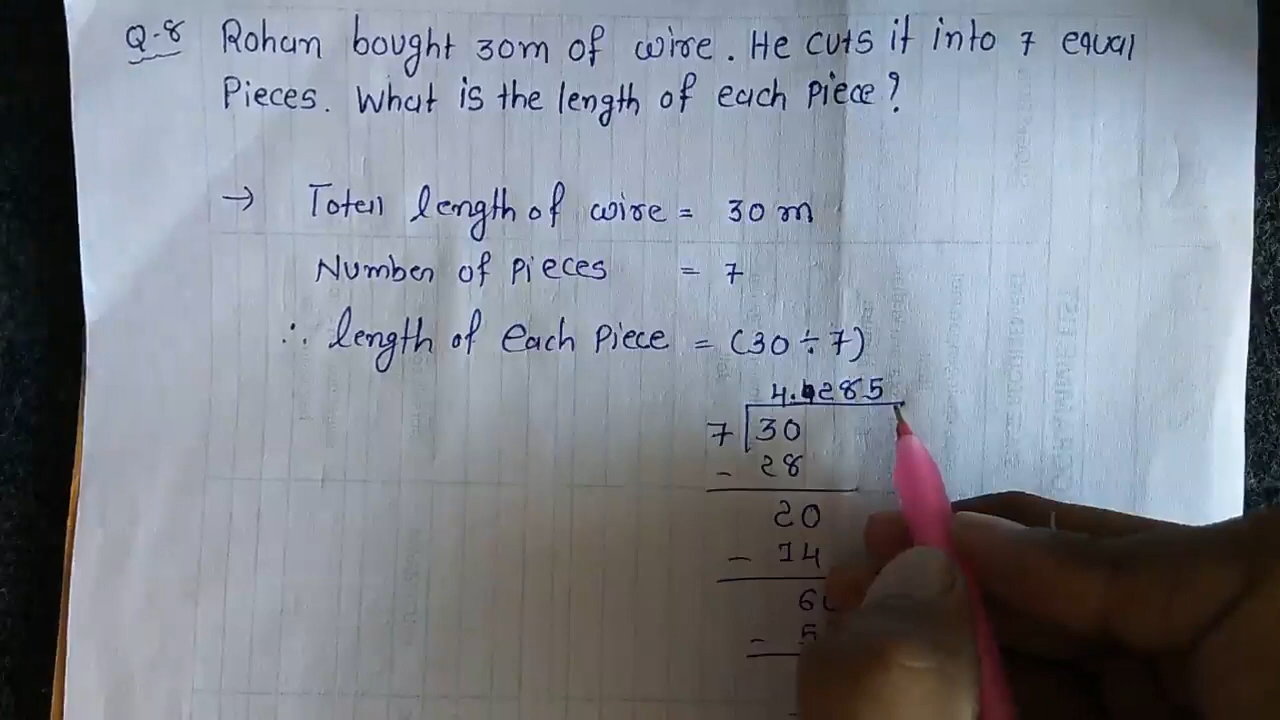 Q-8 Rohan bought 30m of wire. He cuts it into 7 equal
Pieces. What is the length of each piece?
→ Total length of wire = 30 m
Number of pieces = 7
∴ length of Each Piece = (30 ÷ 7)
4.285
7 30
- 28
20
- 14
6
- 5